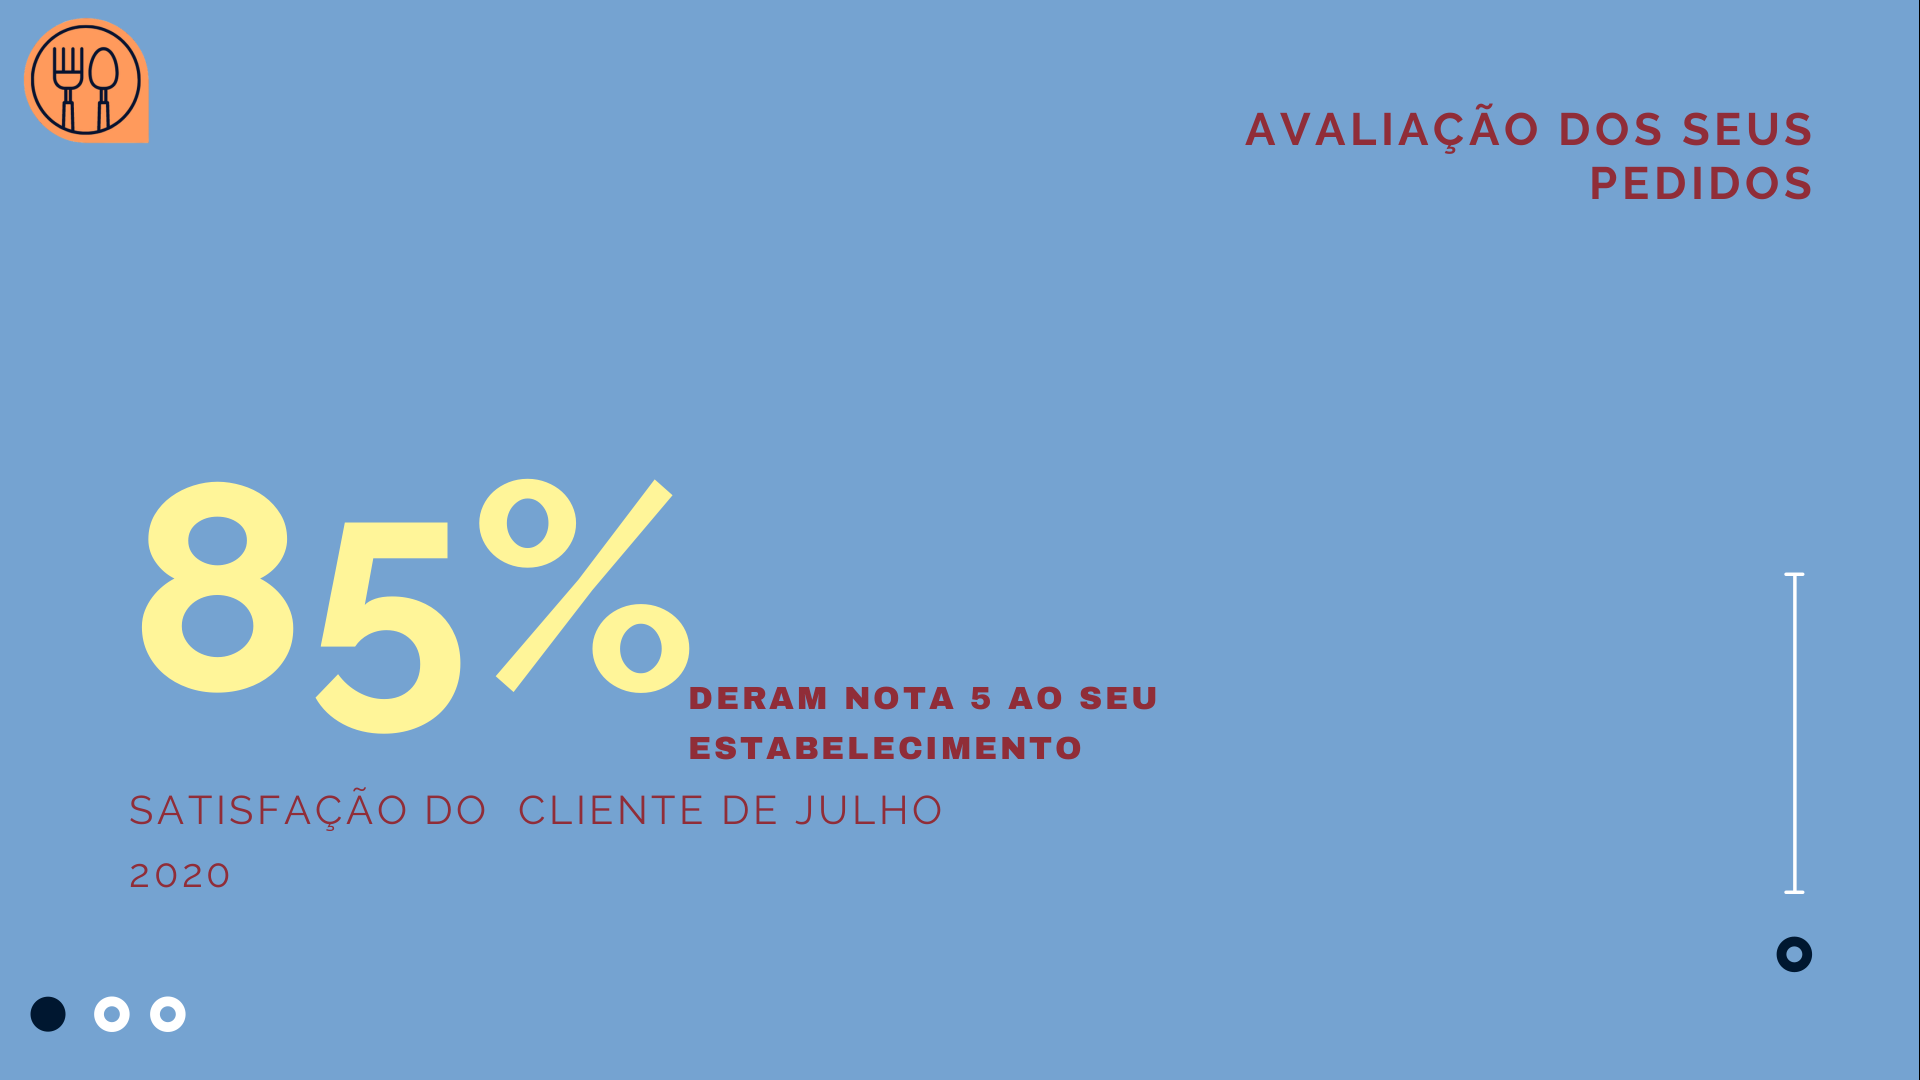 AVALIAÇÃO DOS SEUS
PEDIDOS
85%
DERAM NOTA 5 AO SEU
ESTABELECIMENTO
SATISFAÇÃO DO  CLIENTE DE JULHO
2020